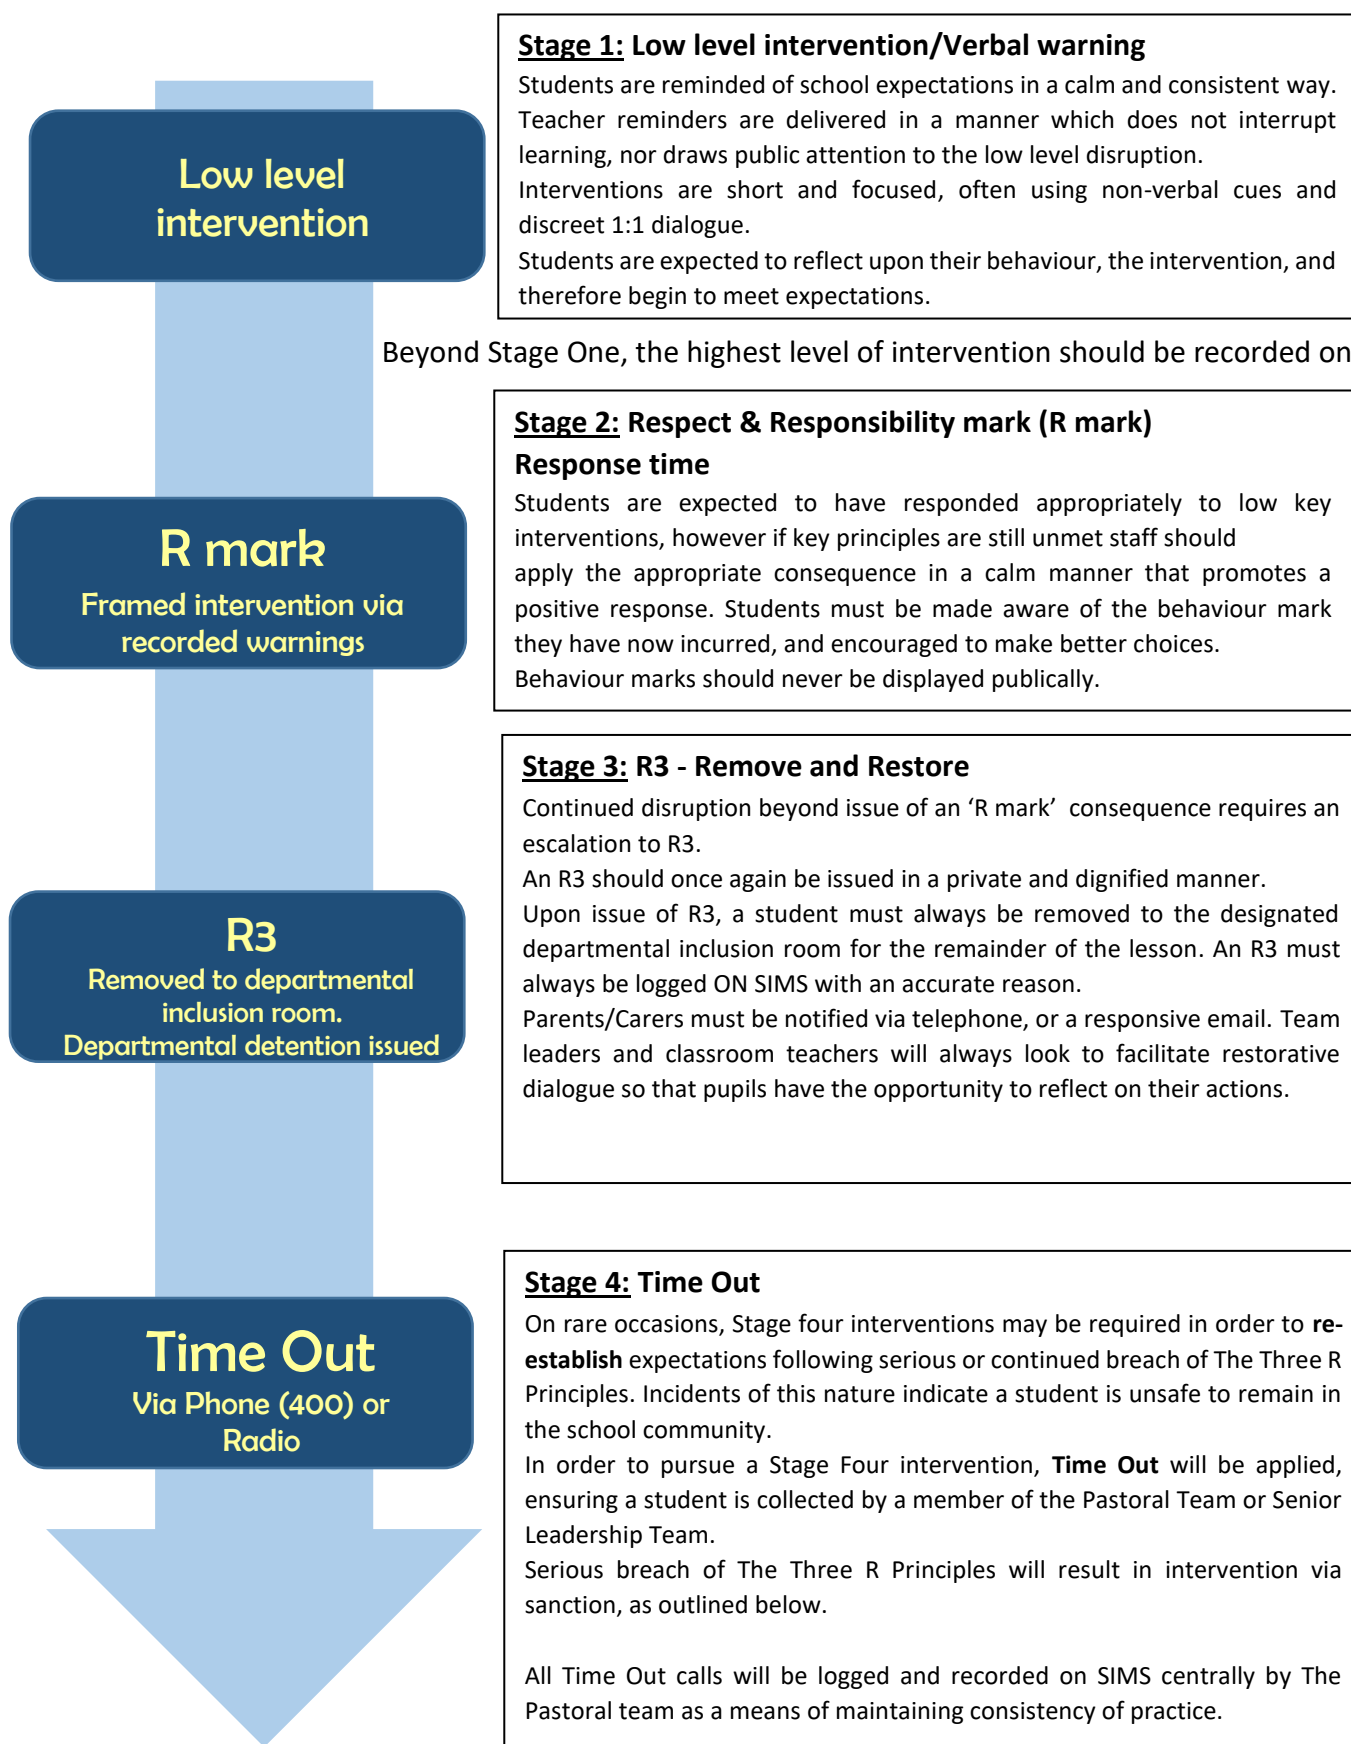 Stage 1: Low level intervention/Verbal warning
Students are reminded of school expectations in a calm and consistent way.
Teacher reminders are delivered in a manner which does not interrupt
learning, nor draws public attention to the low level disruption.
Interventions are short and focused, often using non-verbal cues and
discreet 1:1 dialogue.
Students are expected to reflect upon their behaviour, the intervention, and
therefore begin to meet expectations.
Low level
intervention
Beyond Stage One, the highest level of intervention should be recorded on
Stage 2: Respect & Responsibility mark (R mark)
Response time
Students are expected to have responded appropriately to low key
interventions, however if key principles are still unmet staff should
apply the appropriate consequence in a calm manner that promotes a
positive response. Students must be made aware of the behaviour mark
they have now incurred, and encouraged to make better choices.
Behaviour marks should never be displayed publically.
R mark
Framed intervention via
recorded warnings
Stage 3: R3 - Remove and Restore
Continued disruption beyond issue of an ‘R mark’ consequence requires an
escalation to R3.
An R3 should once again be issued in a private and dignified manner.
Upon issue of R3, a student must always be removed to the designated
departmental inclusion room for the remainder of the lesson. An R3 must
always be logged ON SIMS with an accurate reason.
Parents/Carers must be notified via telephone, or a responsive email. Team
leaders and classroom teachers will always look to facilitate restorative
dialogue so that pupils have the opportunity to reflect on their actions.
R3
Removed to departmental
inclusion room.
Departmental detention issued
Stage 4: Time Out
On rare occasions, Stage four interventions may be required in order to re-
establish expectations following serious or continued breach of The Three R
Principles. Incidents of this nature indicate a student is unsafe to remain in
the school community.
In order to pursue a Stage Four intervention, Time Out will be applied,
ensuring a student is collected by a member of the Pastoral Team or Senior
Leadership Team.
Serious breach of The Three R Principles will result in intervention via
sanction, as outlined below.
All Time Out calls will be logged and recorded on SIMS centrally by The
Pastoral team as a means of maintaining consistency of practice.
Time Out
Via Phone (400) or
Radio